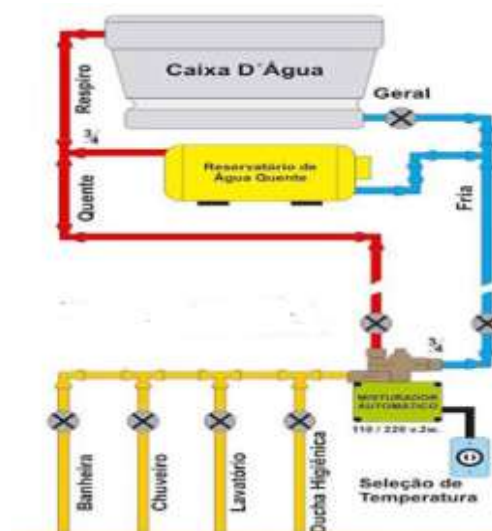 Caixa D´Água
Respiro
Geral
¾
Reservatório de
Água Quente
Quente
Fria
¾
MISTURADOR
AUTOMÁTICO
110 / 220 v.2w.
Banheira
Chuveiro
Lavatório
Ducha Higiênica
Seleção de
Temperatura